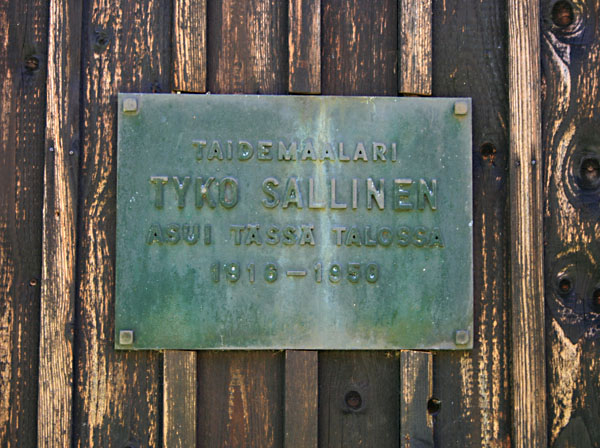 TAIDEMAALARI
TYKO SALLINEN
ASUI TÄSSÄ TALOSSA
1916-1950